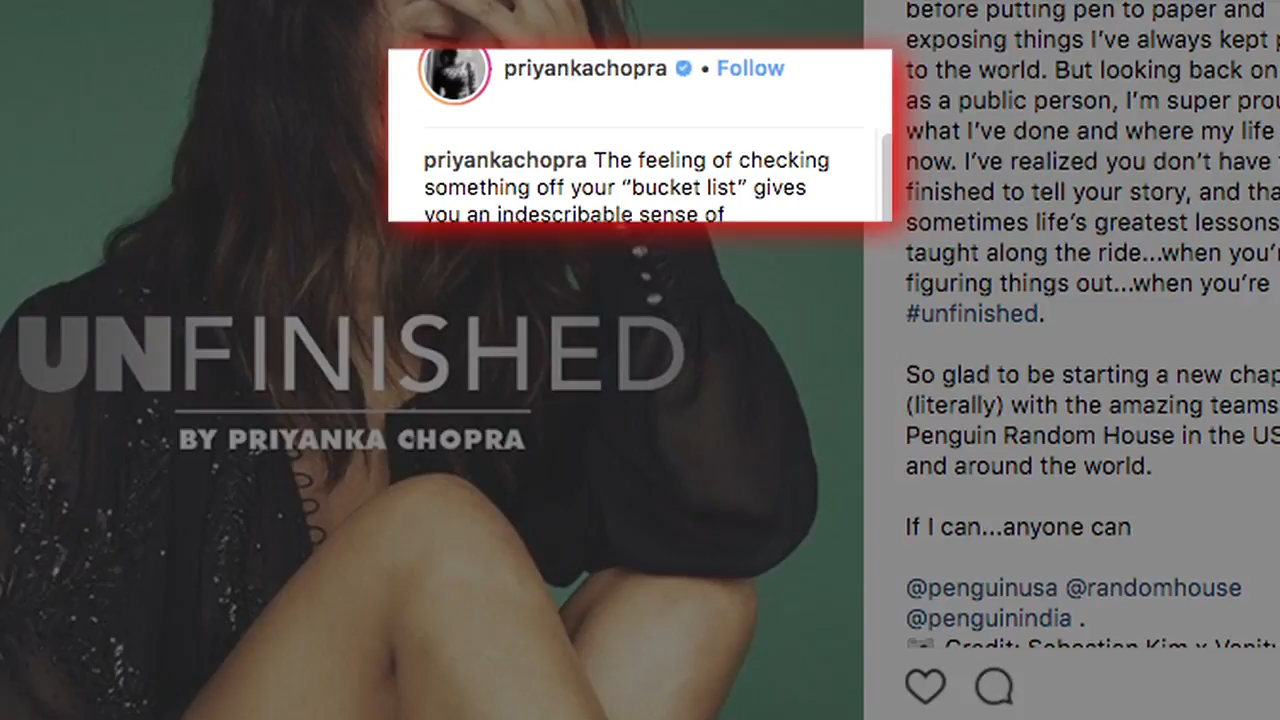 priyankachopra • Follow
priyankachopra The feeling of checking
something off your “bucket list” gives
you an indescribable sense of
UNFINISHED
BY PRIYANKA CHOPRA
before putting pen to paper and
exposing things I’ve always kept
to the world. But looking back on
as a public person, I’m super
what I’ve done and where my life
now. I’ve realized you don’t have
finished to tell your story, and
sometimes life’s greatest lessons
taught along the ride...when
figuring things out...when you’re
#unfinished.
So glad to be starting a new
(literally) with the amazing teams
Penguin Random House in the US
and around the world.
If I can...anyone can
@penguinusa @randomhouse
@penguinindia .
Credit: Sebastian Kim x